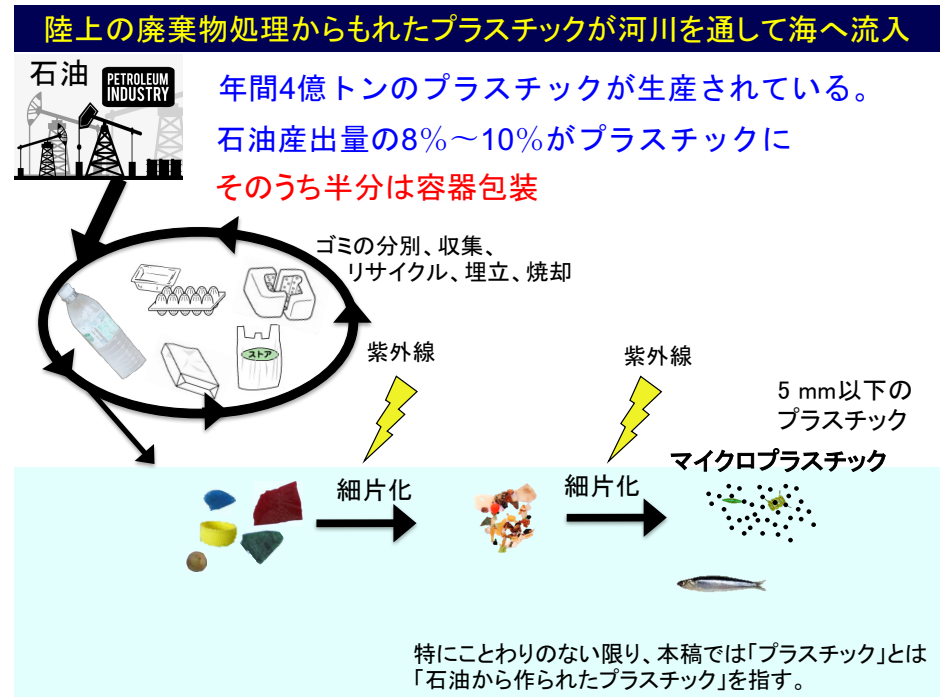 陸上の廃棄物処理からもれたプラスチックが河川を通して海へ流入
石油
PETROLEUM
INDUSTRY
年間4億トンのプラスチックが生産されている。
石油産出量の8%～10%がプラスチックに
そのうち半分は容器包装
ゴミの分別、収集、
リサイクル、埋立、焼却
ストア
紫外線
紫外線
5 mm以下の
プラスチック
マイクロプラスチック
細片化
細片化
特にことわりのない限り、本稿では「プラスチック」とは
「石油から作られたプラスチック」を指す。